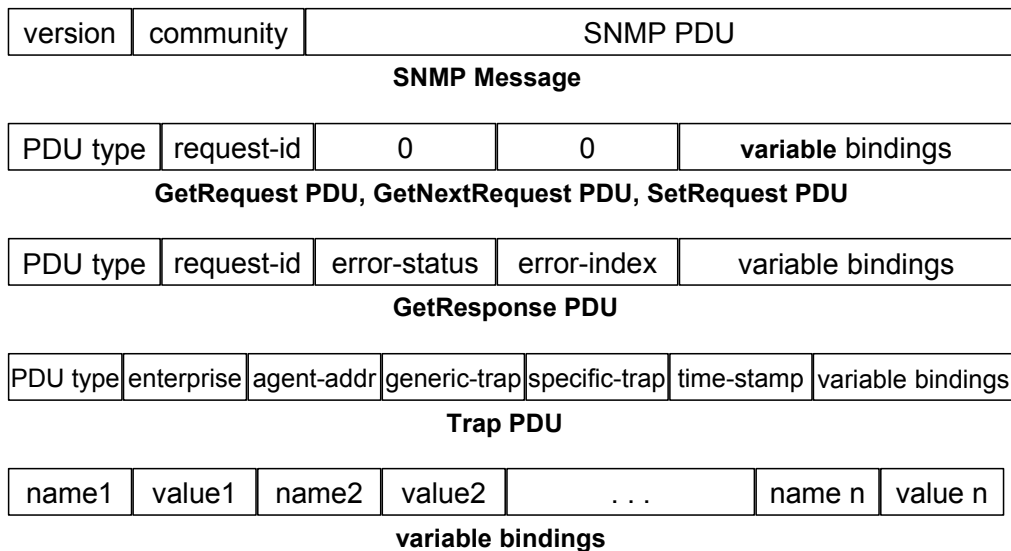 version community SNMP PDU
SNMP Message
PDU type request-id 0 0 variable bindings
GetRequest PDU, GetNextRequest PDU, SetRequest PDU
PDU type request-id error-status error-index variable bindings
GetResponse PDU
PDU type enterprise agent-addr generic-trap specific-trap time-stamp variable bindings
Trap PDU
name1 value1 name2 value2 . . . name n value n
variable bindings